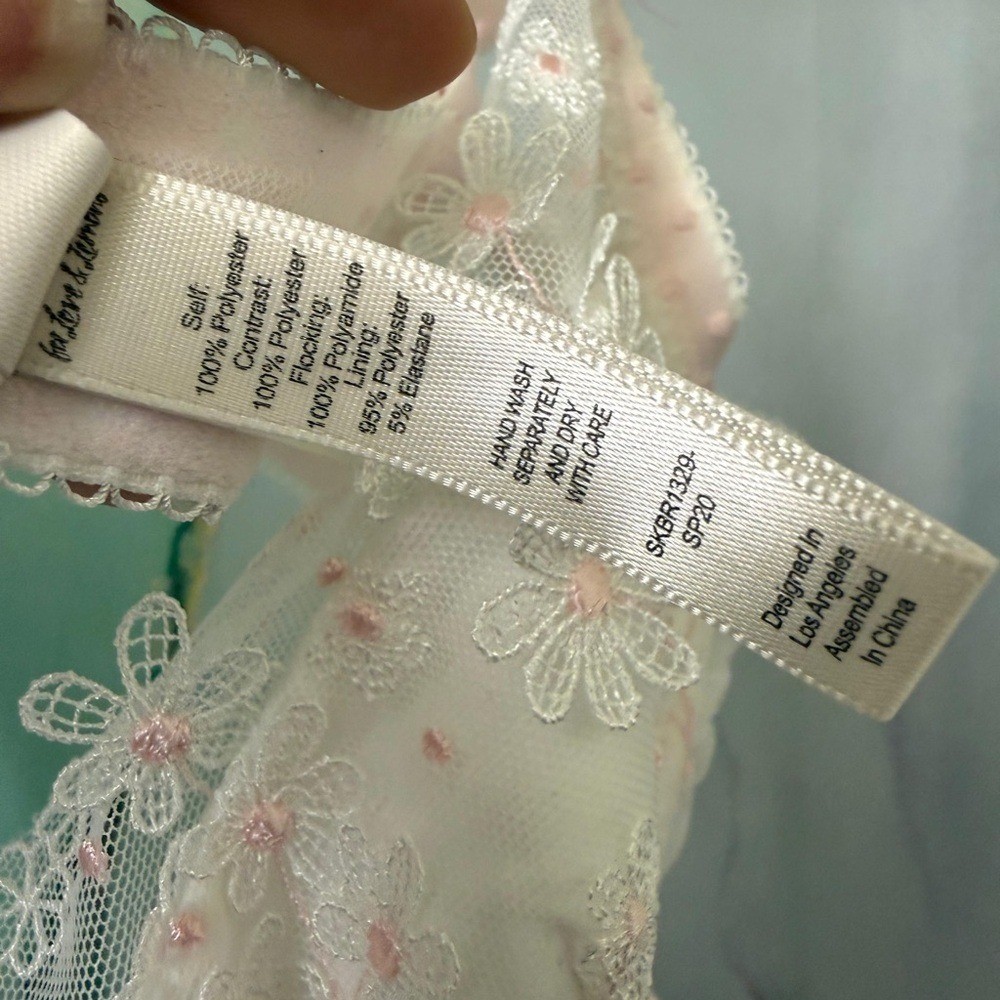 for Love & Lemons
Self:
100% Polyester
Contrast:
100% Polyester
Flocking:
100% Polyamide
Lining:
95% Polyester
5% Elastane
HAND WASH
SEPARATELY
AND DRY
WITH CARE
SKBR1329-
SP20
Designed In
Los Angeles
Assembled
In China